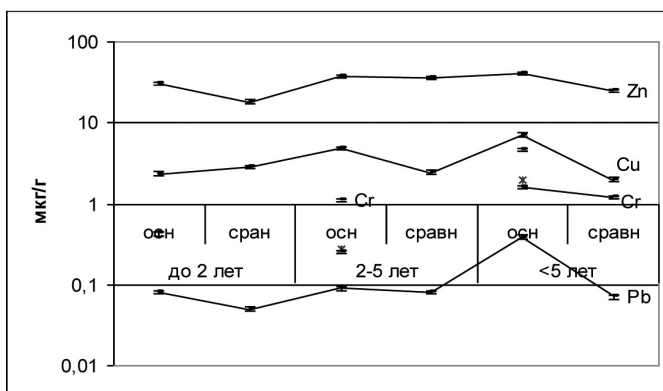 100
10
1
0,1
0,01
мкг/г
Zn
Cu
Cr
Cr
Pb
осн сран осн сравн осн сравн
до 2 лет 2-5 лет <5 лет